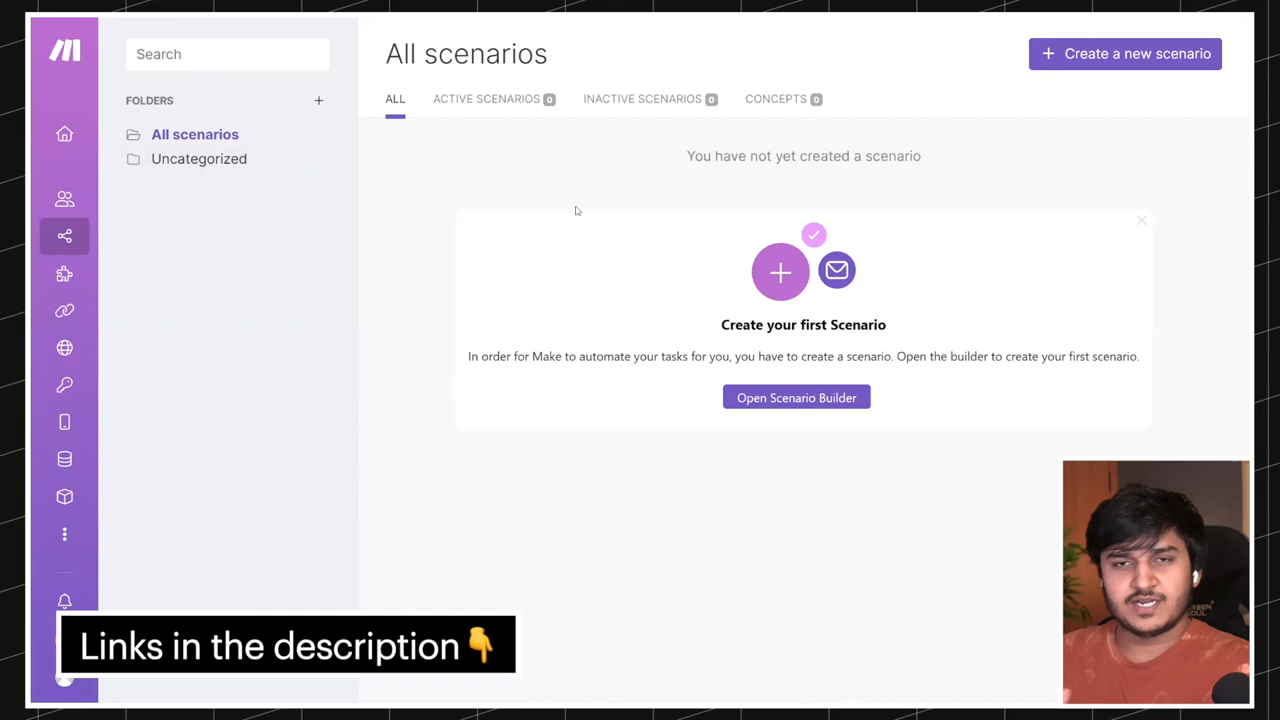 Search
FOLDERS
All scenarios
Uncategorized
All scenarios
Create a new scenario
ALL
ACTIVE SCENARIOS 0
INACTIVE SCENARIOS 0
CONCEPTS 0
You have not yet created a scenario
Create your first Scenario
In order for Make to automate your tasks for you, you have to create a scenario. Open the builder to create your first scenario.
Open Scenario Builder
Links in the description👇